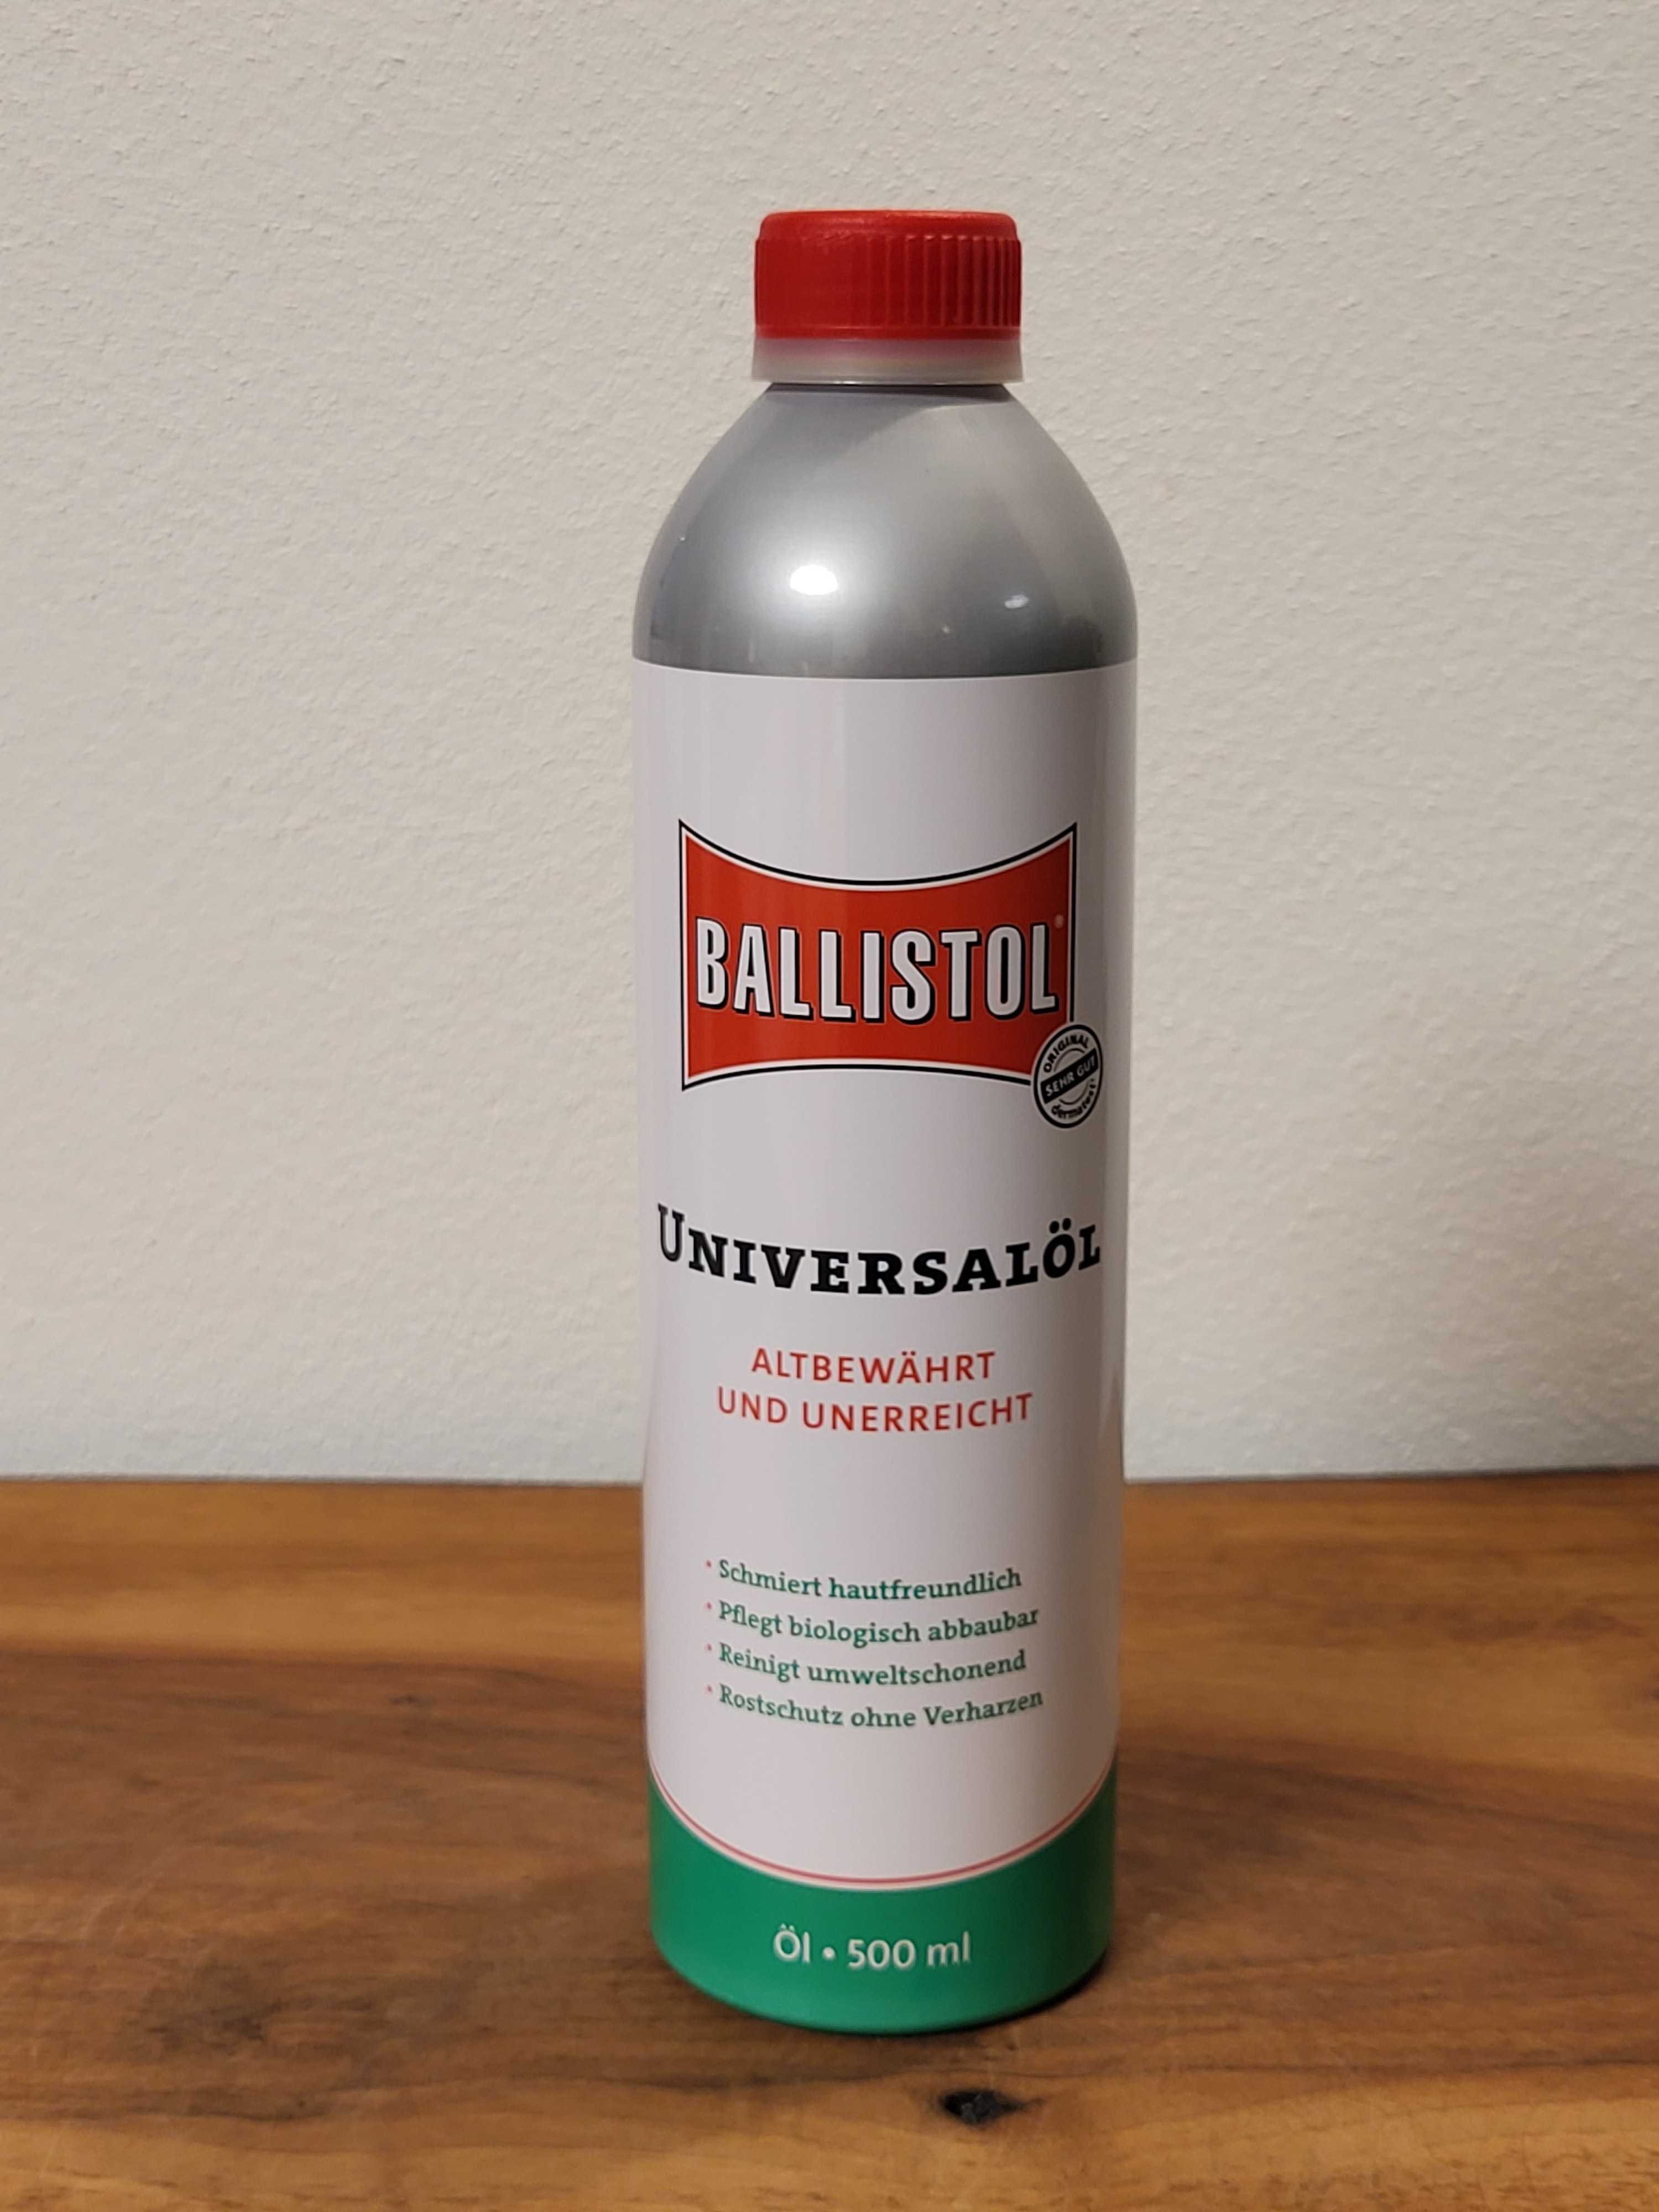 BALLISTOL®
ORIGINAL
SEHR GUT
dermatest
UNIVERSALÖL
ALTBEWÄHRT
UND UNERREICHT
· Schmiert hautfreundlich
· Pflegt biologisch abbaubar
· Reinigt umweltschonend
· Rostschutz ohne Verharzen
Öl • 500 ml